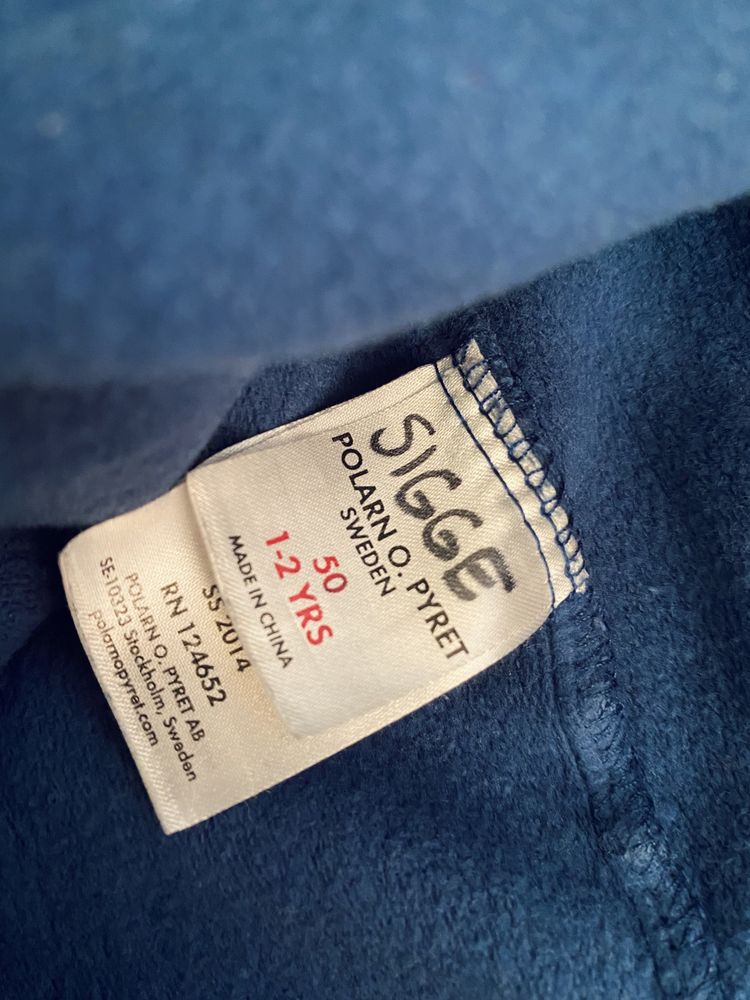 SIGGE
POLARN O. PYRET
SWEDEN
50
1-2 YRS
MADE IN CHINA
SS 2014
RN 124652
POLARN O. PYRET AB
SE-10323 Stockholm, Sweden
polarnopyret.com